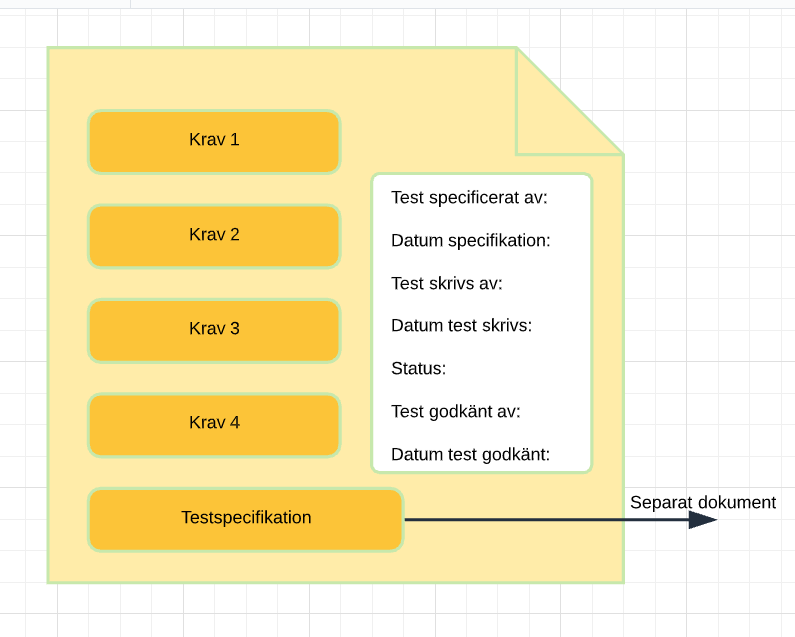 Krav 1
Krav 2
Krav 3
Krav 4
Testspecifikation
Test specificerat av:
Datum specifikation:
Test skrivs av:
Datum test skrivs:
Status:
Test godkänt av:
Datum test godkänt:
Separat dokument